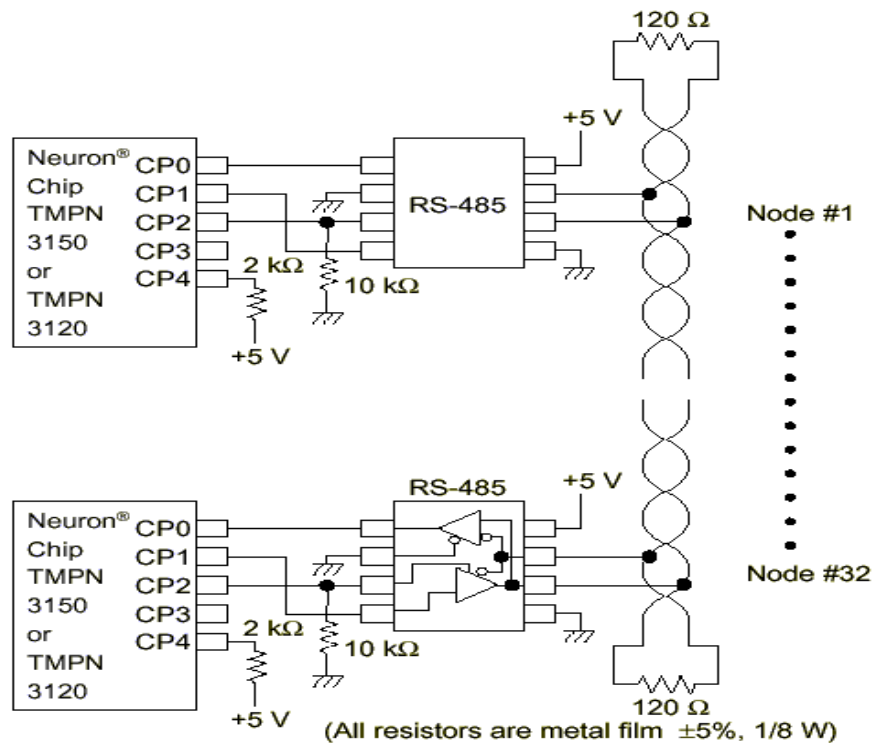 120 Ω
+5 V
Neuron® CP0
Chip CP1
TMPN CP2
3150 CP3
or CP4
TMPN
3120
RS-485
2 kΩ
10 kΩ
+5 V
Node #1
RS-485
+5 V
Neuron® CP0
Chip CP1
TMPN CP2
3150 CP3
or CP4
TMPN
3120
2 kΩ
10 kΩ
+5 V
Node #32
120 Ω
(All resistors are metal film ±5%, 1/8 W)